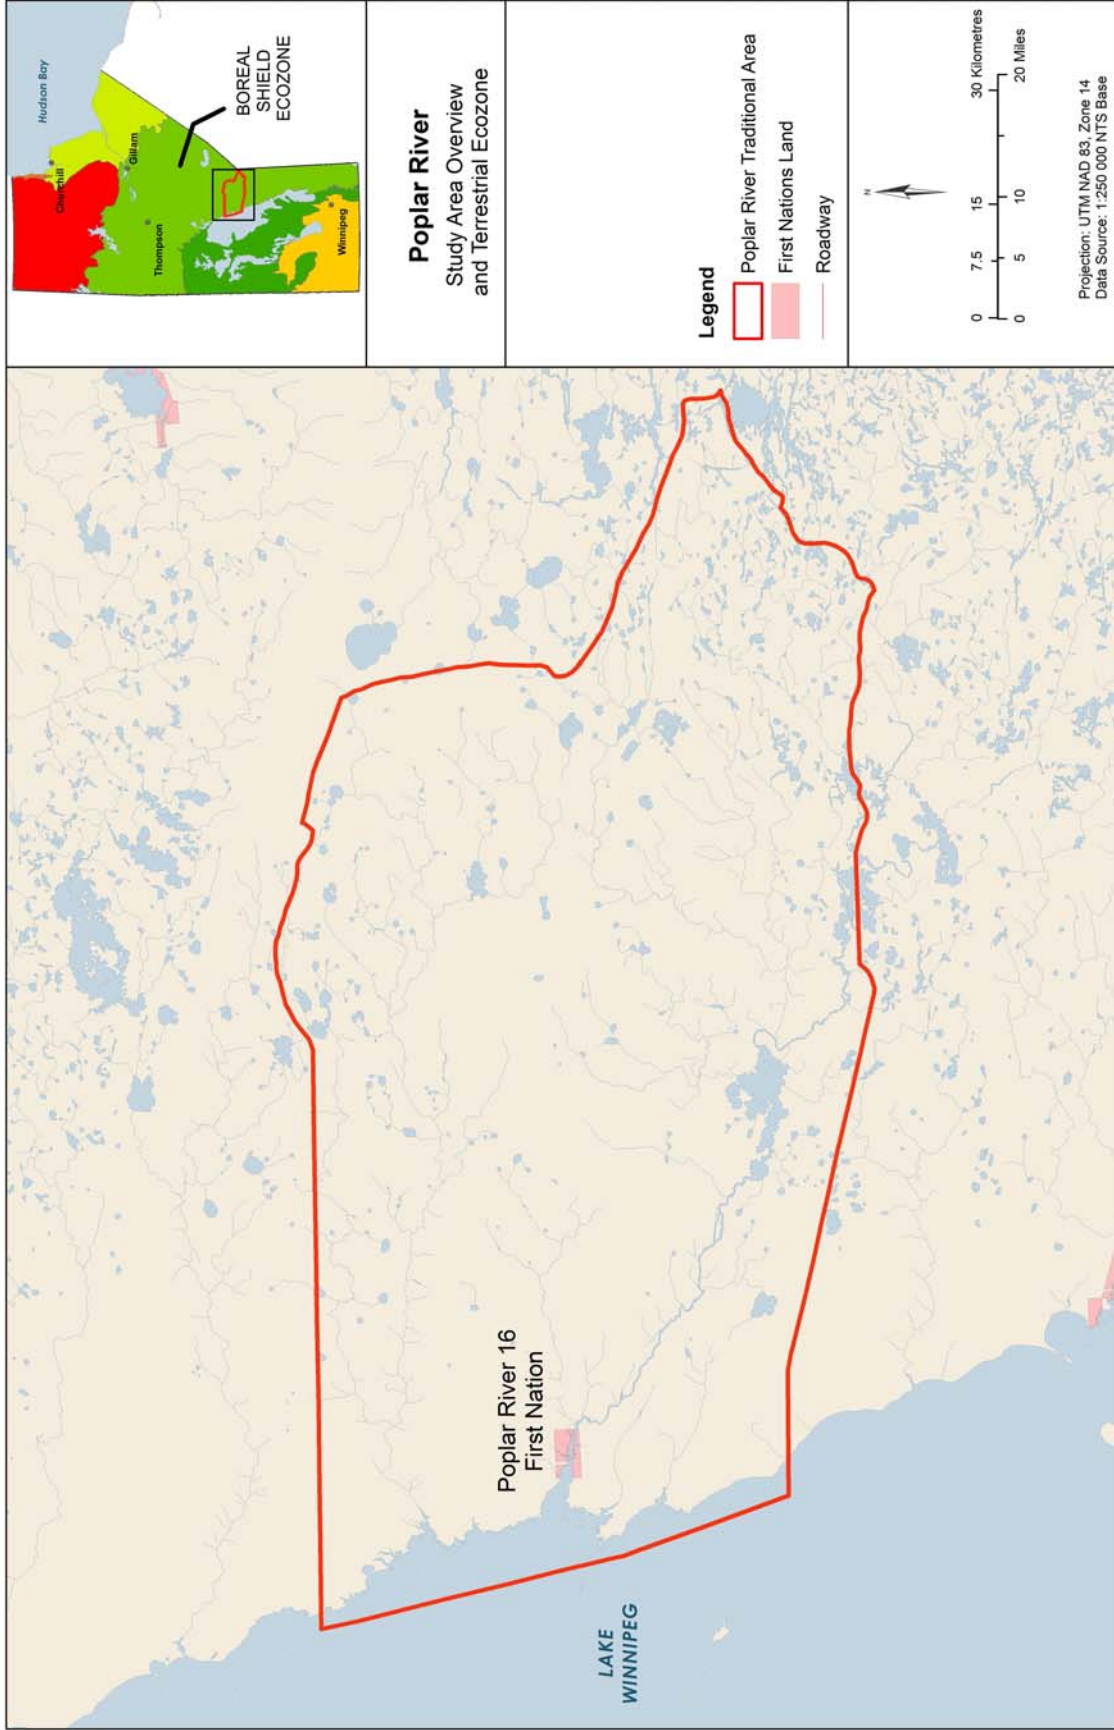 Poplar River 16
First Nation
LAKE
WINNIPEG
Hudson Bay
Churchill
Gillam
Thompson
Winnipeg
BOREAL
SHIELD
ECOZONE
Poplar River
Study Area Overview
and Terrestrial Ecozone
Legend
Poplar River Traditional Area
First Nations Land
Roadway
N
0 7.5 15 30 Kilometres
0 5 10 20 Miles
Projection: UTM NAD 83, Zone 14
Data Source: 1:250 000 NTS Base